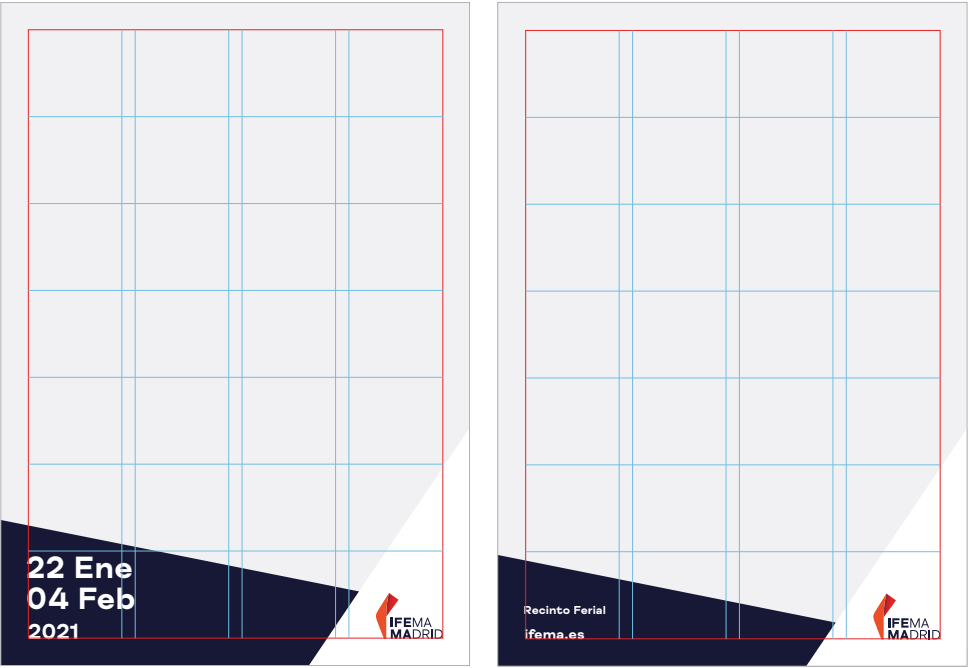 22 Ene
04 Feb
2021
IFEMA
MADRID
Recinto Ferial
ifema.es
IFEMA
MADRID